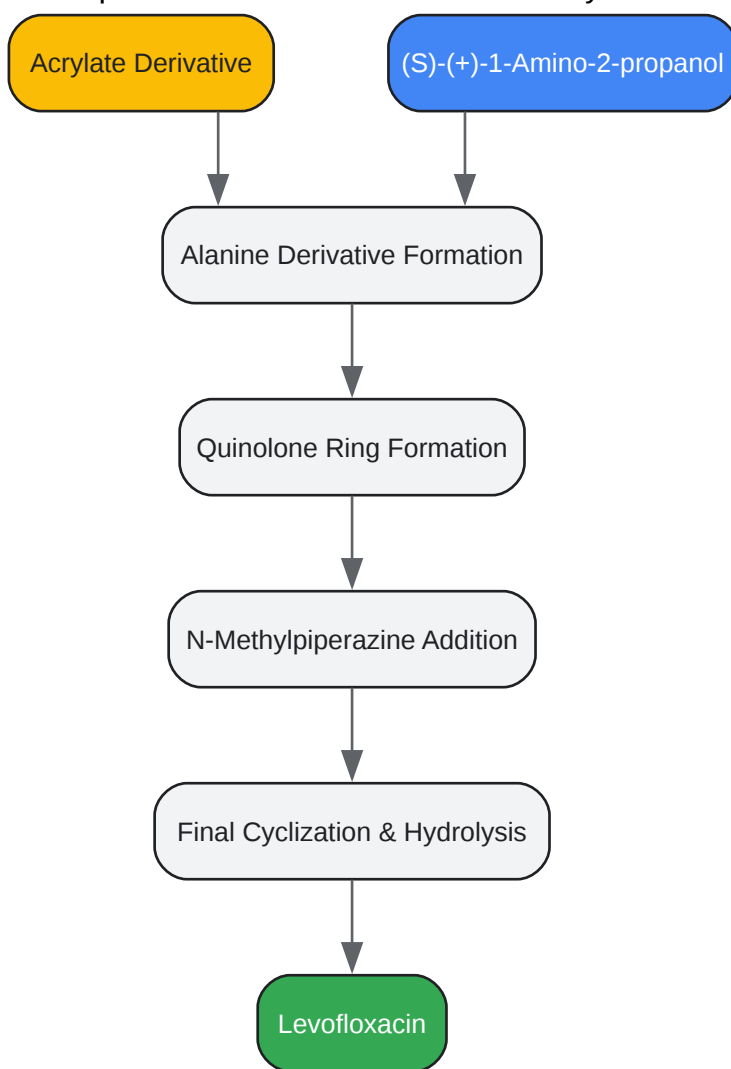 Acrylate Derivative
(S)-(+)-1-Amino-2-propanol
Alanine Derivative Formation
Quinolone Ring Formation
N-Methylpiperazine Addition
Final Cyclization & Hydrolysis
Levofloxacin